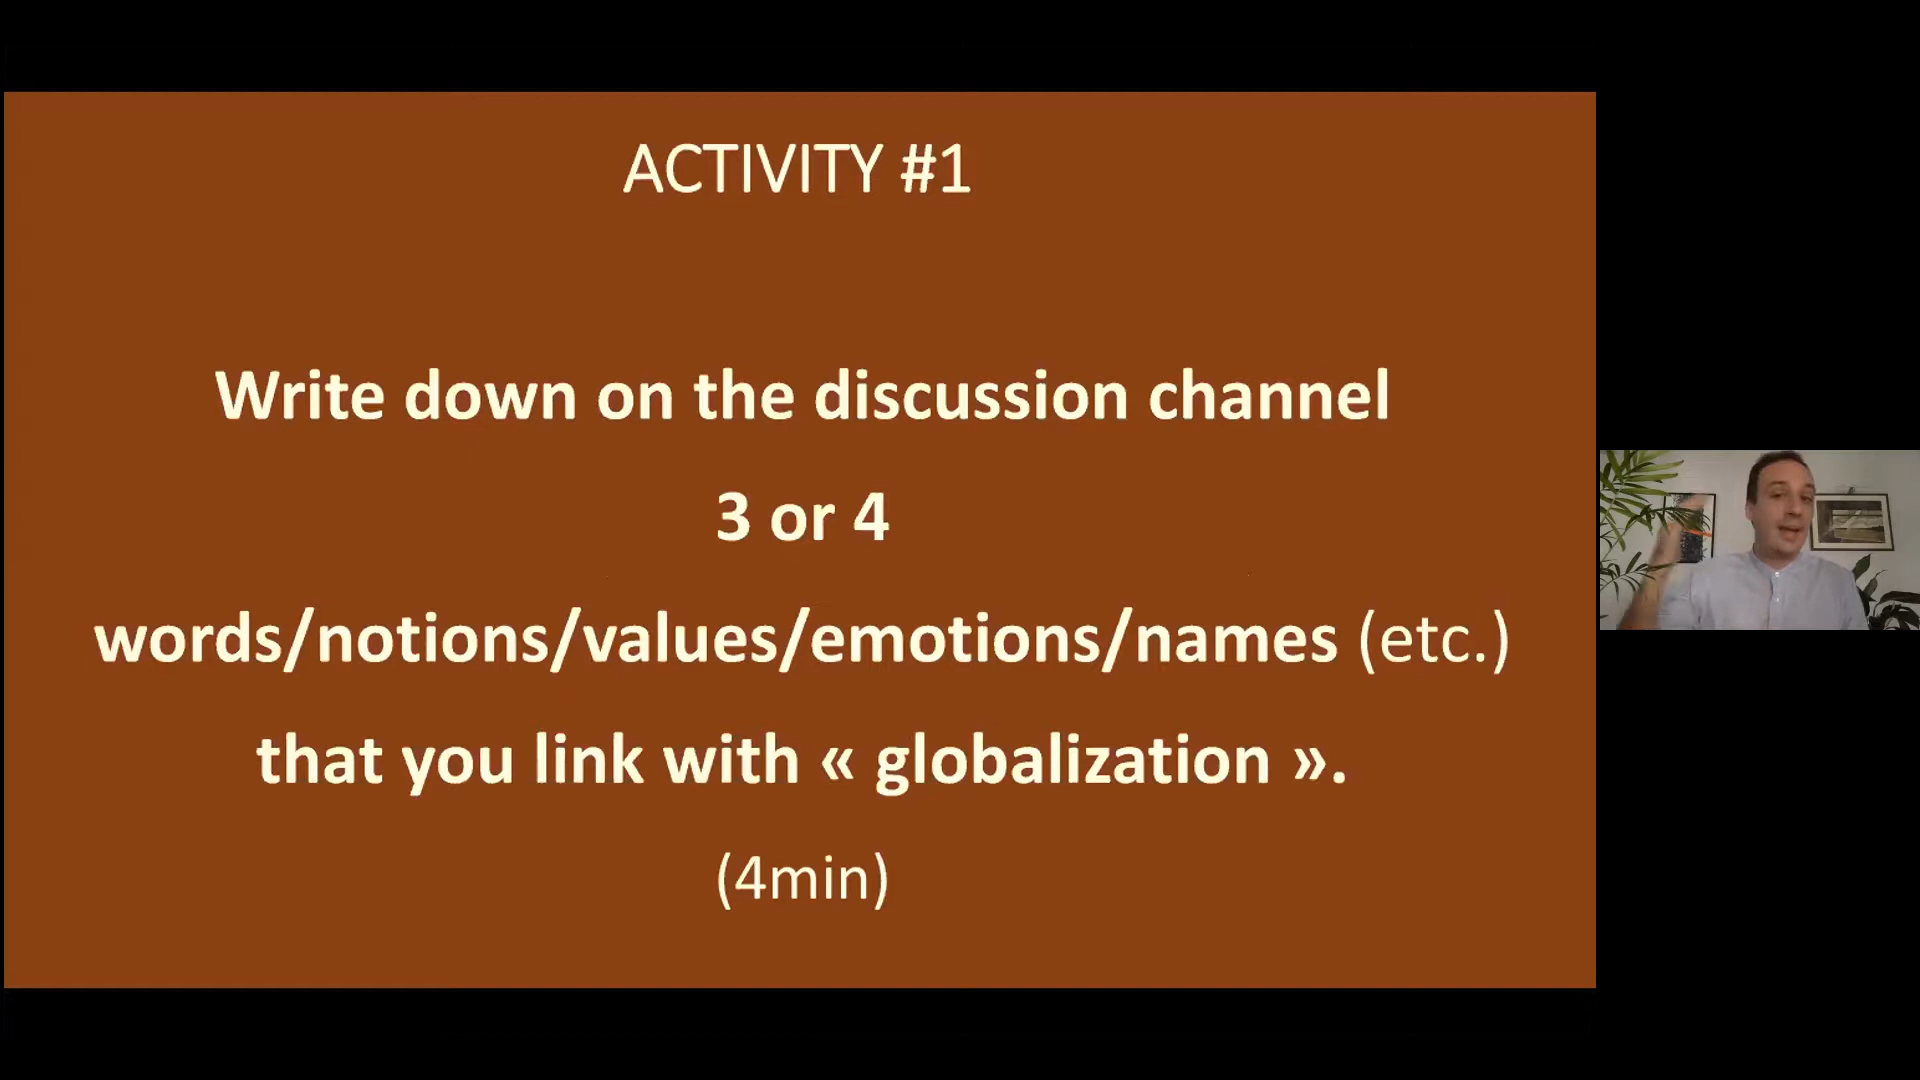 ACTIVITY #1
Write down on the discussion channel
3 or 4
words/notions/values/emotions/names (etc.)
that you link with « globalization ».
(4min)